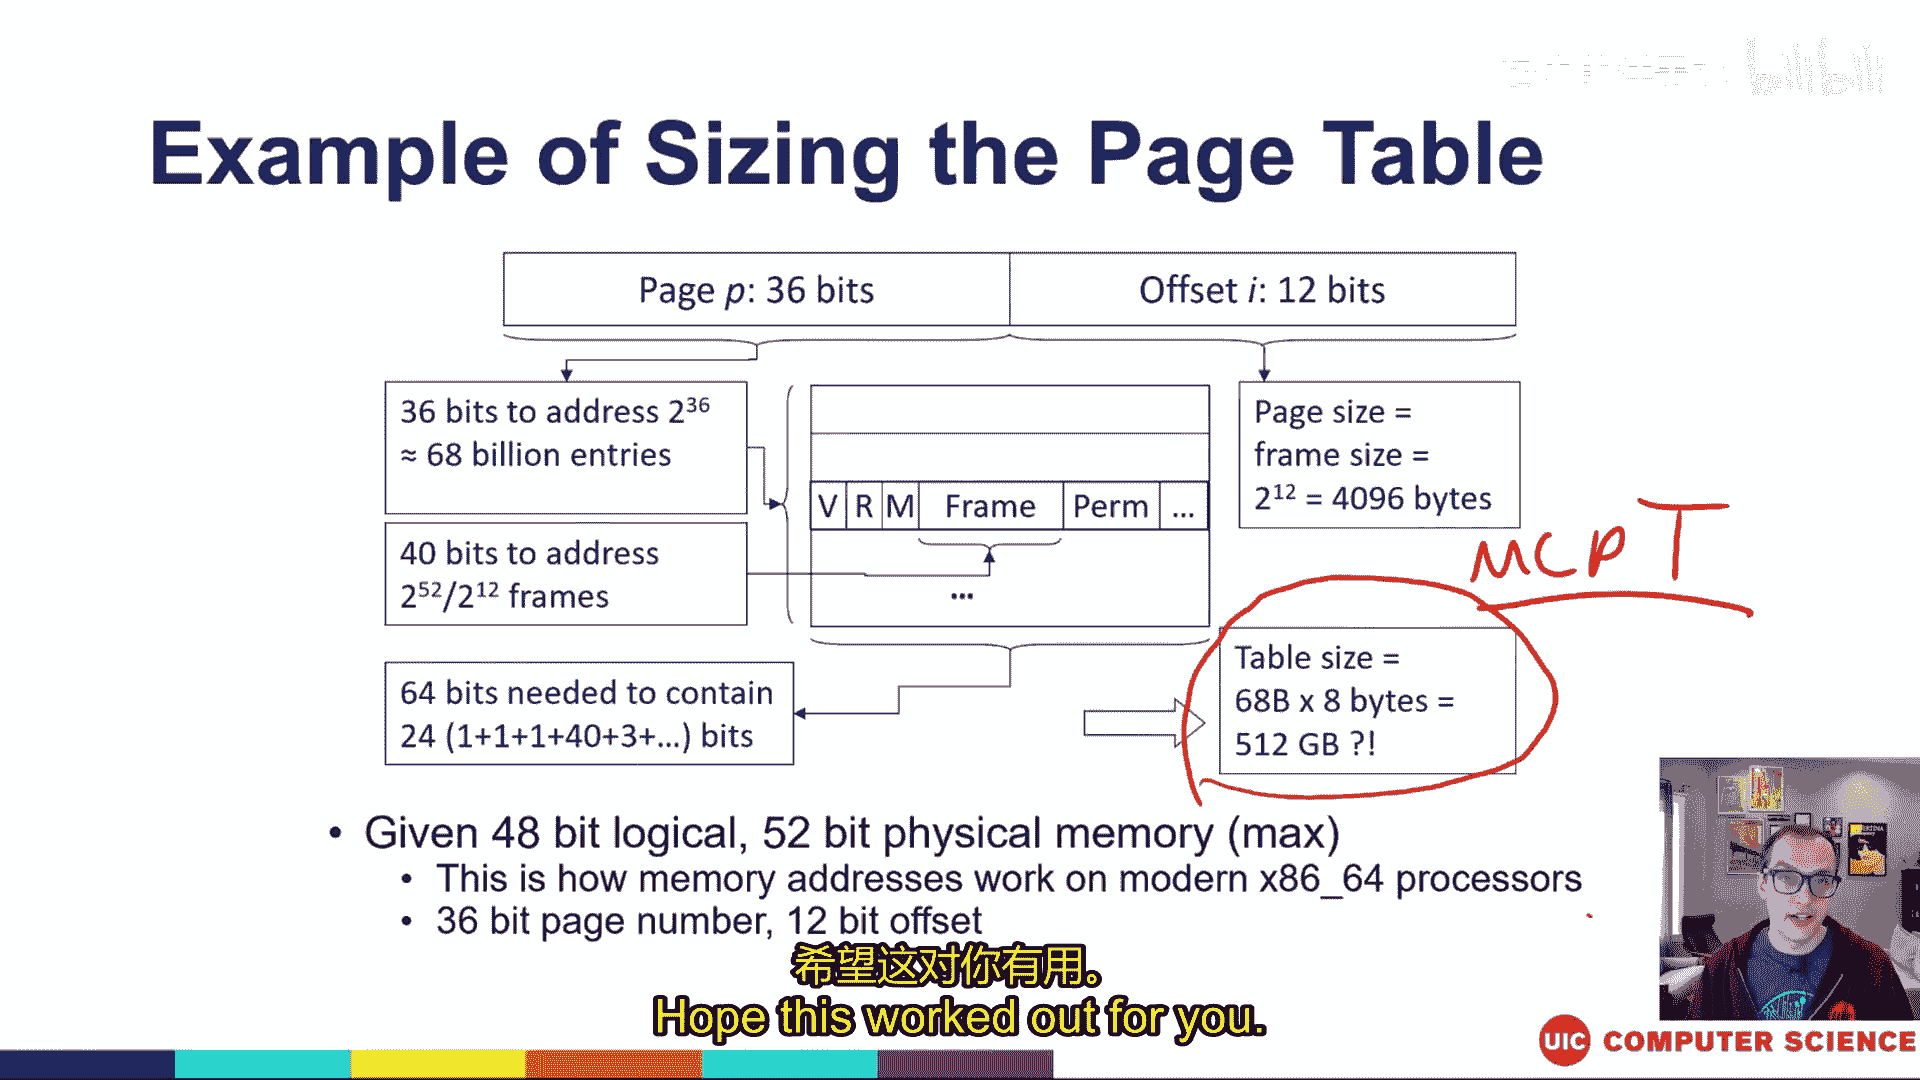 bilibili
Example of Sizing the Page Table
Page p: 36 bits
Offset i: 12 bits
36 bits to address 2³⁶
≈ 68 billion entries
40 bits to address
2⁵²/2¹² frames
64 bits needed to contain
24 (1+1+1+40+3+...) bits
V R M Frame Perm ...
...
Page size =
frame size =
2¹² = 4096 bytes
MCPT
Table size =
68B x 8 bytes =
512 GB ?!
• Given 48 bit logical, 52 bit physical memory (max)
• This is how memory addresses work on modern x86_64 processors
• 36 bit page number, 12 bit offset
希望这对你有用。
Hope this worked out for you.
UIC COMPUTER SCIENCE